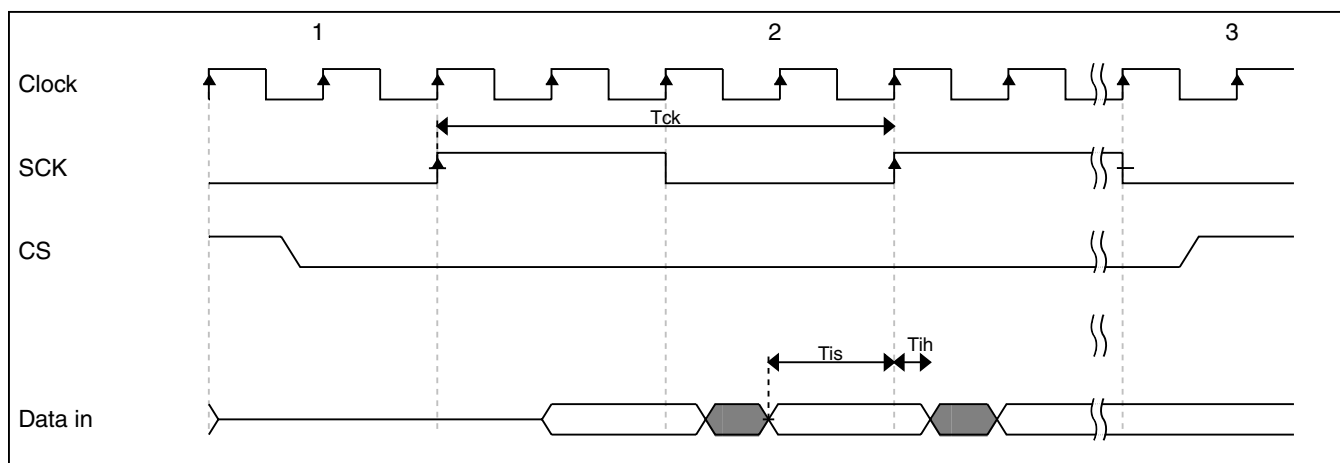 1 2 3
Clock
Tck
SCK
CS
Tis Tih
Data in